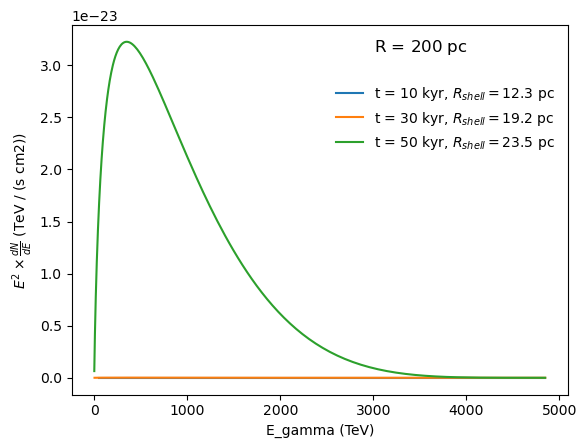 1e−23
R = 200 pc
t = 10 kyr, R_shell = 12.3 pc
t = 30 kyr, R_shell = 19.2 pc
t = 50 kyr, R_shell = 23.5 pc
E² × dN/dE (TeV / (s cm2))
3.0
2.5
2.0
1.5
1.0
0.5
0.0
0 1000 2000 3000 4000 5000
E_gamma (TeV)